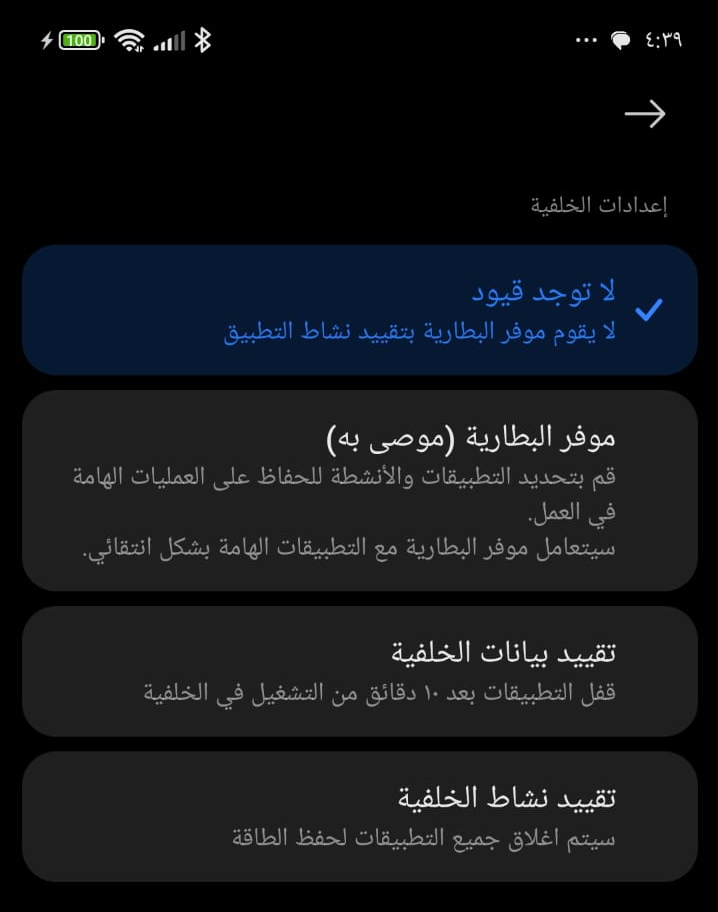 100
٤:٣٩
إعدادات الخلفية
لا توجد قيود
لا يقوم موفر البطارية بتقييد نشاط التطبيق
موفر البطارية (موصى به)
قم بتحديد التطبيقات والأنشطة للحفاظ على العمليات الهامة
في العمل.
سيتعامل موفر البطارية مع التطبيقات الهامة بشكل انتقائي.
تقييد بيانات الخلفية
قفل التطبيقات بعد ١٠ دقائق من التشغيل في الخلفية
تقييد نشاط الخلفية
سيتم اغلاق جميع التطبيقات لحفظ الطاقة